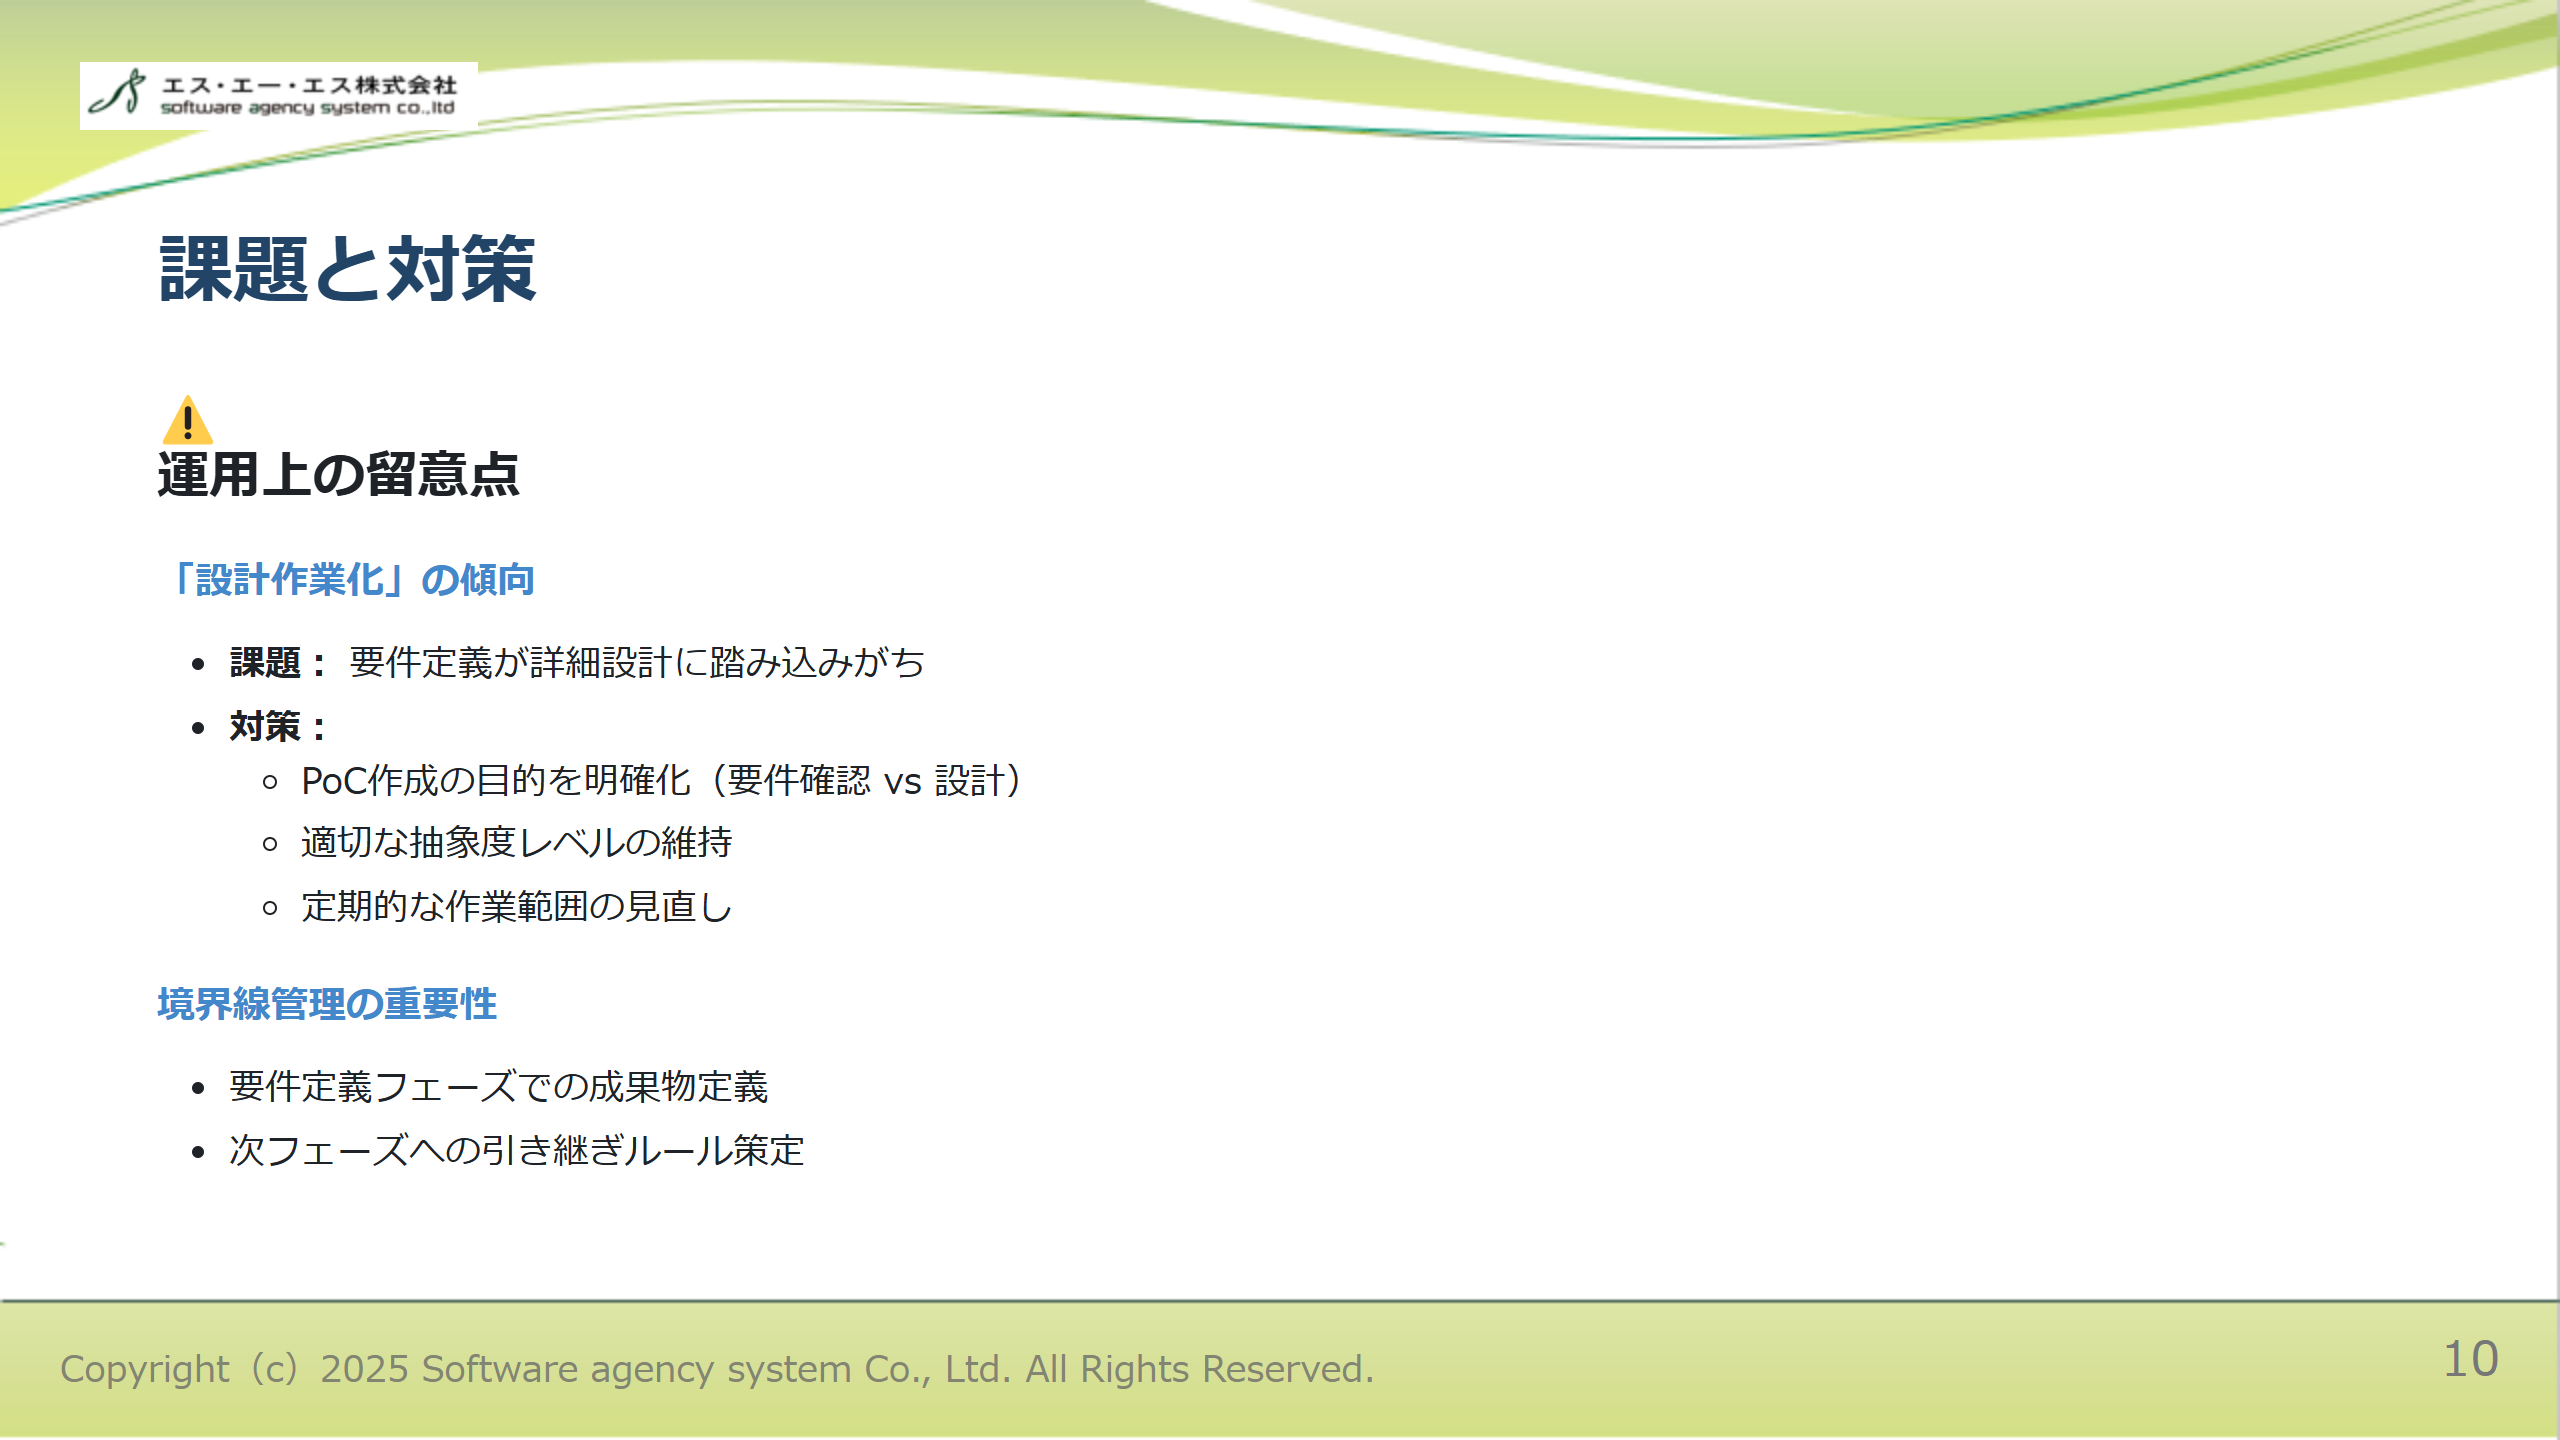 エス・エー・エス株式会社
software agency system co.,ltd
課題と対策
運用上の留意点
「設計作業化」の傾向
• 課題： 要件定義が詳細設計に踏み込みがち
• 対策：
○ PoC作成の目的を明確化（要件確認 vs 設計）
○ 適切な抽象度レベルの維持
○ 定期的な作業範囲の見直し
境界線管理の重要性
• 要件定義フェーズでの成果物定義
• 次フェーズへの引き継ぎルール策定
Copyright（c）2025 Software agency system Co., Ltd. All Rights Reserved.
10